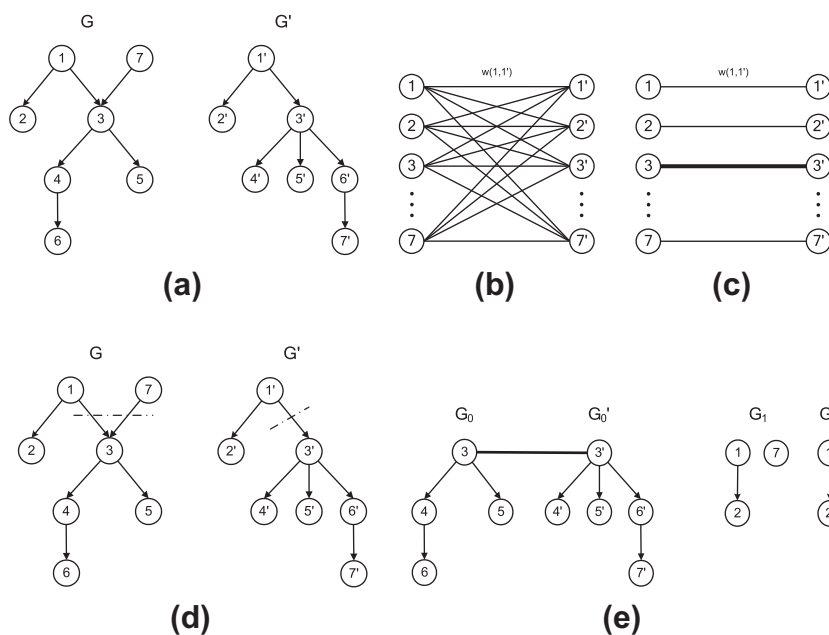 G G'
1 7 1'
2 3 2' 3'
4 5 4' 5' 6'
6 7'
(a)
w(1,1')
1 1'
2 2'
3 3'
7 7'
(b)
w(1,1')
1 1'
2 2'
3 3'
7 7'
(c)
G G'
1 7 1'
2 3 2' 3'
4 5 4' 5' 6'
6 7'
(d)
G0 G0' G1
3 3' 1 7
4 5 4' 5' 6' 2
6 7'
(e)